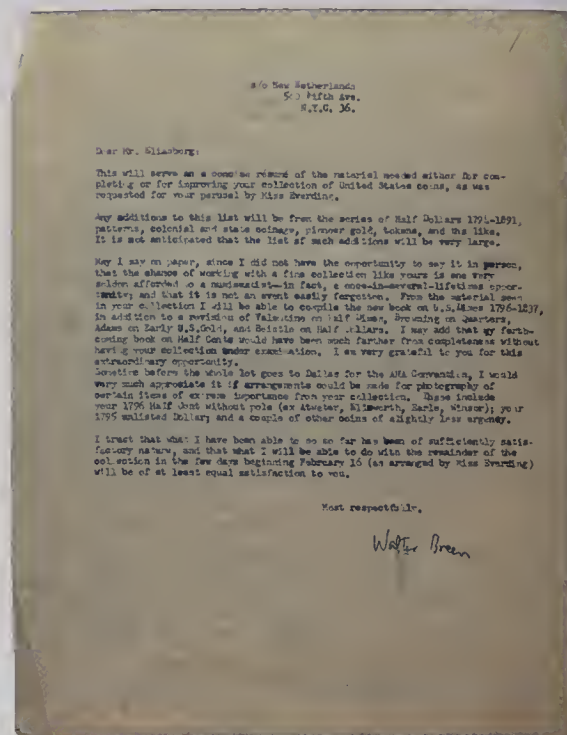 c/o New Netherlands
Fifth Ave.
N.Y.C. 36.
Dear Mr. Eliasberg:
This will serve as a concise résumé of the material needed either for com-
pleting or for improving your collection of United States coins, as was
requested for your perusal by Miss Everding.
Any additions to this list will be from the series of Half Dollars 1794-1891,
patterns, colonial and state coinage, pioneer gold, tokens, and the like.
It is not anticipated that the list of such additions will be very large.
May I say on paper, since I did not have the opportunity to say it in person,
that the chance of working with a fine collection like yours is one very
seldom afforded to a numismatist—in fact, a once-in-several-lifetimes oppor-
tunity; and that it is not an event easily forgotten. From the material seen
in your collection I will be able to compile the new book on U.S.Dimes 1796-1837,
in addition to a revision of Valentine on Half Dimes, Browning on Quarters,
Adams on Early U.S.Gold, and Beistle on Half Dollars. I may add that my forth-
coming book on Half Cents would have been much farther from completeness without
having your collection under examination. I am very grateful to you for this
extraordinary opportunity.
Sometime before the whole lot goes to Dallas for the ANA Convention, I would
very much appreciate it if arrangements could be made for photography of
certain items of extreme importance from your collection. These include
your 1796 Half Cent without pole (ex Atwater, Ellsworth, Earle, Winsor); your
1795 unlisted Dollar; and a couple of other coins of slightly less urgency.
I trust that what I have been able to so so far has been of sufficiently satis-
factory nature, and that what I will be able to do with the remainder of the
collection in the few days beginning February 16 (as arranged by Miss Everding)
will be of at least equal satisfaction to you.
Most respectfully,
Walter Breen